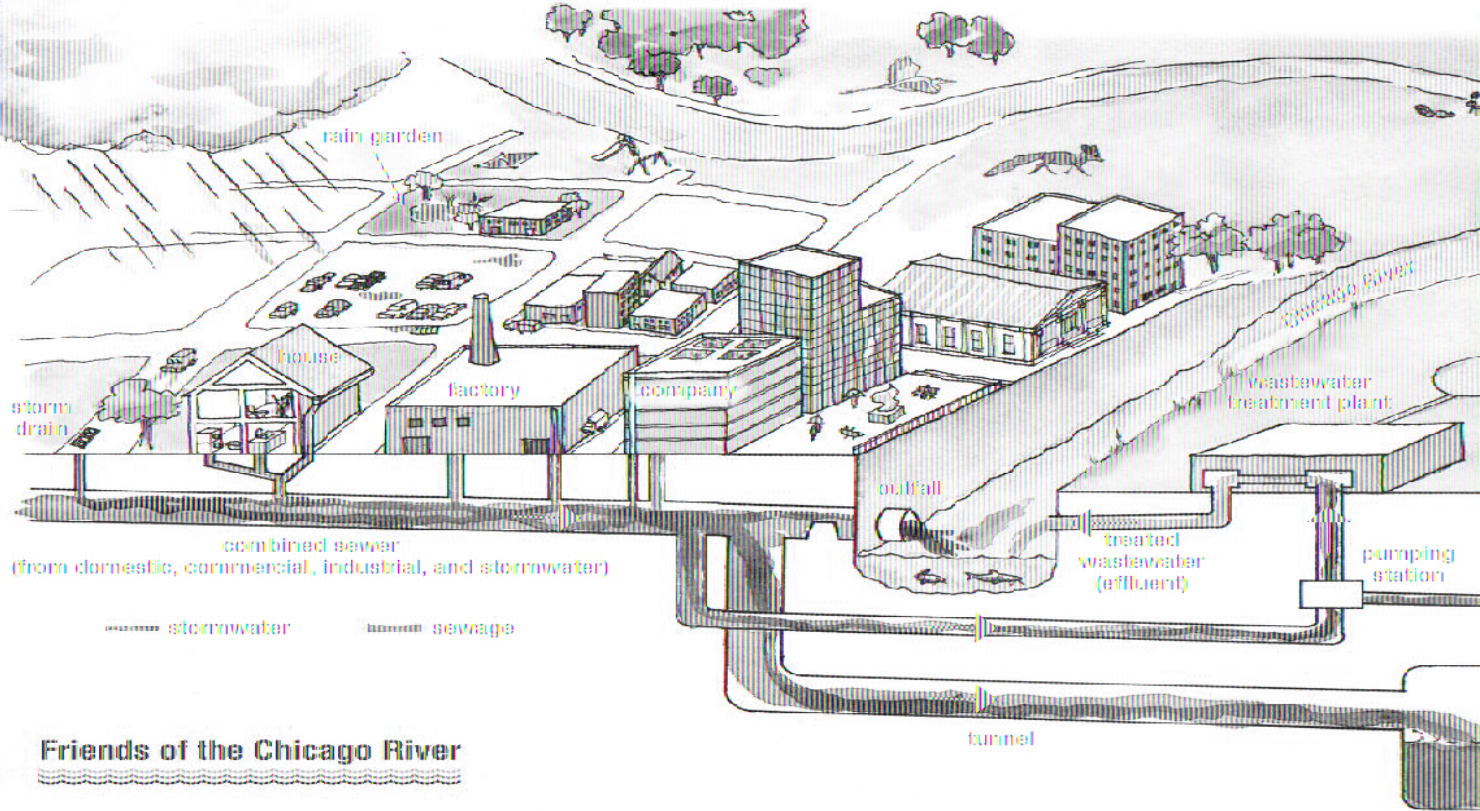 rain garden
Chicago River
house
factory
company
storm
drain
wastewater
treatment plant
outfall
combined sewer
(from domestic, commercial, industrial, and stormwater)
treated
wastewater
(effluent)
pumping
station
stormwater
sewage
tunnel
Friends of the Chicago River